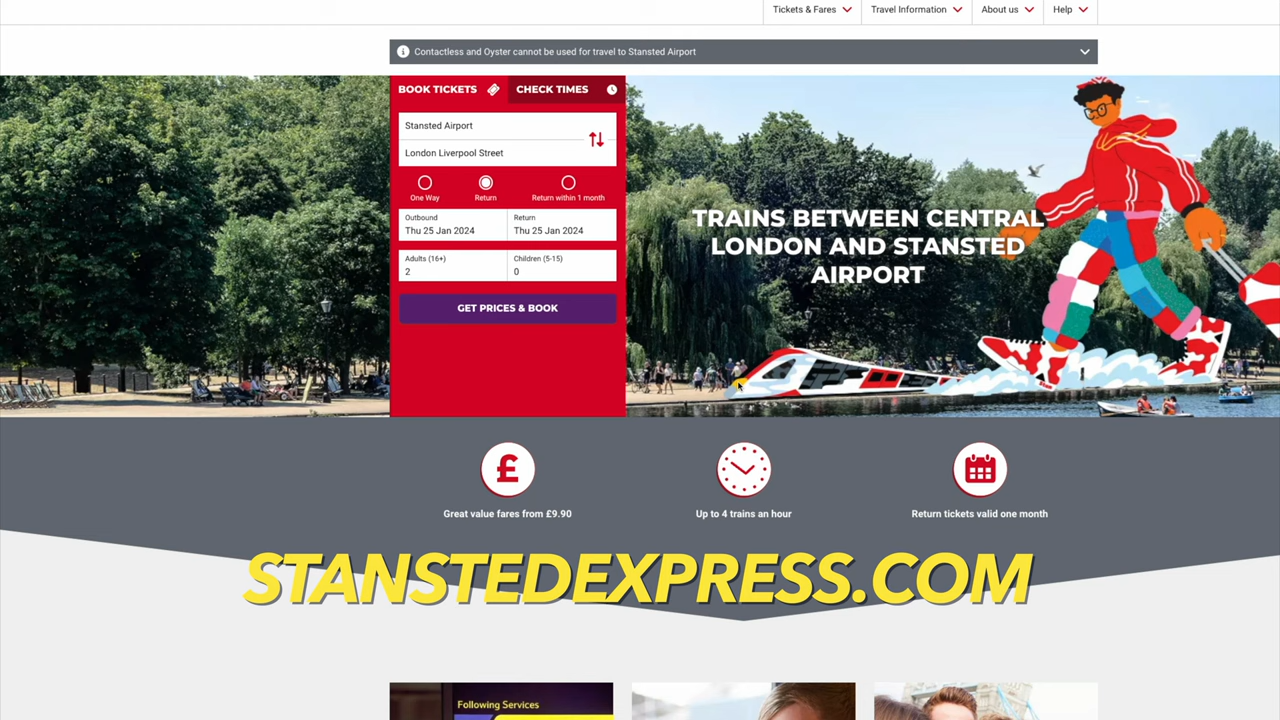 Tickets & Fares
Travel Information
About us
Help
Contactless and Oyster cannot be used for travel to Stansted Airport
BOOK TICKETS
CHECK TIMES
Stansted Airport
London Liverpool Street
One Way
Return
Return within 1 month
Outbound
Return
Thu 25 Jan 2024
Thu 25 Jan 2024
Adults (16+)
Children (5-15)
2
0
GET PRICES & BOOK
TRAINS BETWEEN CENTRAL
LONDON AND STANSTED
AIRPORT
£
Great value fares from £9.90
Up to 4 trains an hour
Return tickets valid one month
STANSTEDEXPRESS.COM
Following Services